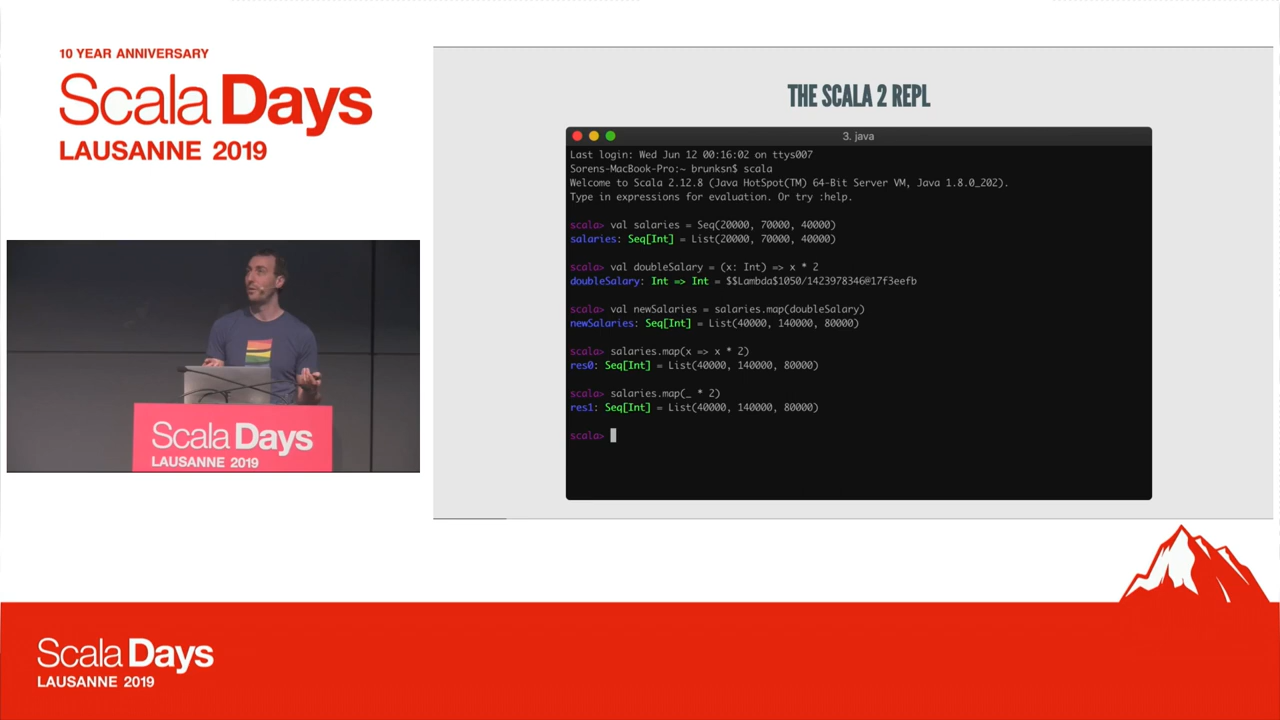 10 YEAR ANNIVERSARY
Scala Days
LAUSANNE 2019
THE SCALA 2 REPL
3. java
Last login: Wed Jun 12 00:16:02 on ttys007
Sorens-MacBook-Pro:~ brunksn$ scala
Welcome to Scala 2.12.8 (Java HotSpot(TM) 64-Bit Server VM, Java 1.8.0_202).
Type in expressions for evaluation. Or try :help.
scala> val salaries = Seq(20000, 70000, 40000)
salaries: Seq[Int] = List(20000, 70000, 40000)
scala> val doubleSalary = (x: Int) => x * 2
doubleSalary: Int => Int = $$Lambda$1050/1423978346@17f3eefb
scala> val newSalaries = salaries.map(doubleSalary)
newSalaries: Seq[Int] = List(40000, 140000, 80000)
scala> salaries.map(x => x * 2)
res0: Seq[Int] = List(40000, 140000, 80000)
scala> salaries.map(_ * 2)
res1: Seq[Int] = List(40000, 140000, 80000)
scala>
Scala Days
LAUSANNE 2019
Scala Days
LAUSANNE 2019